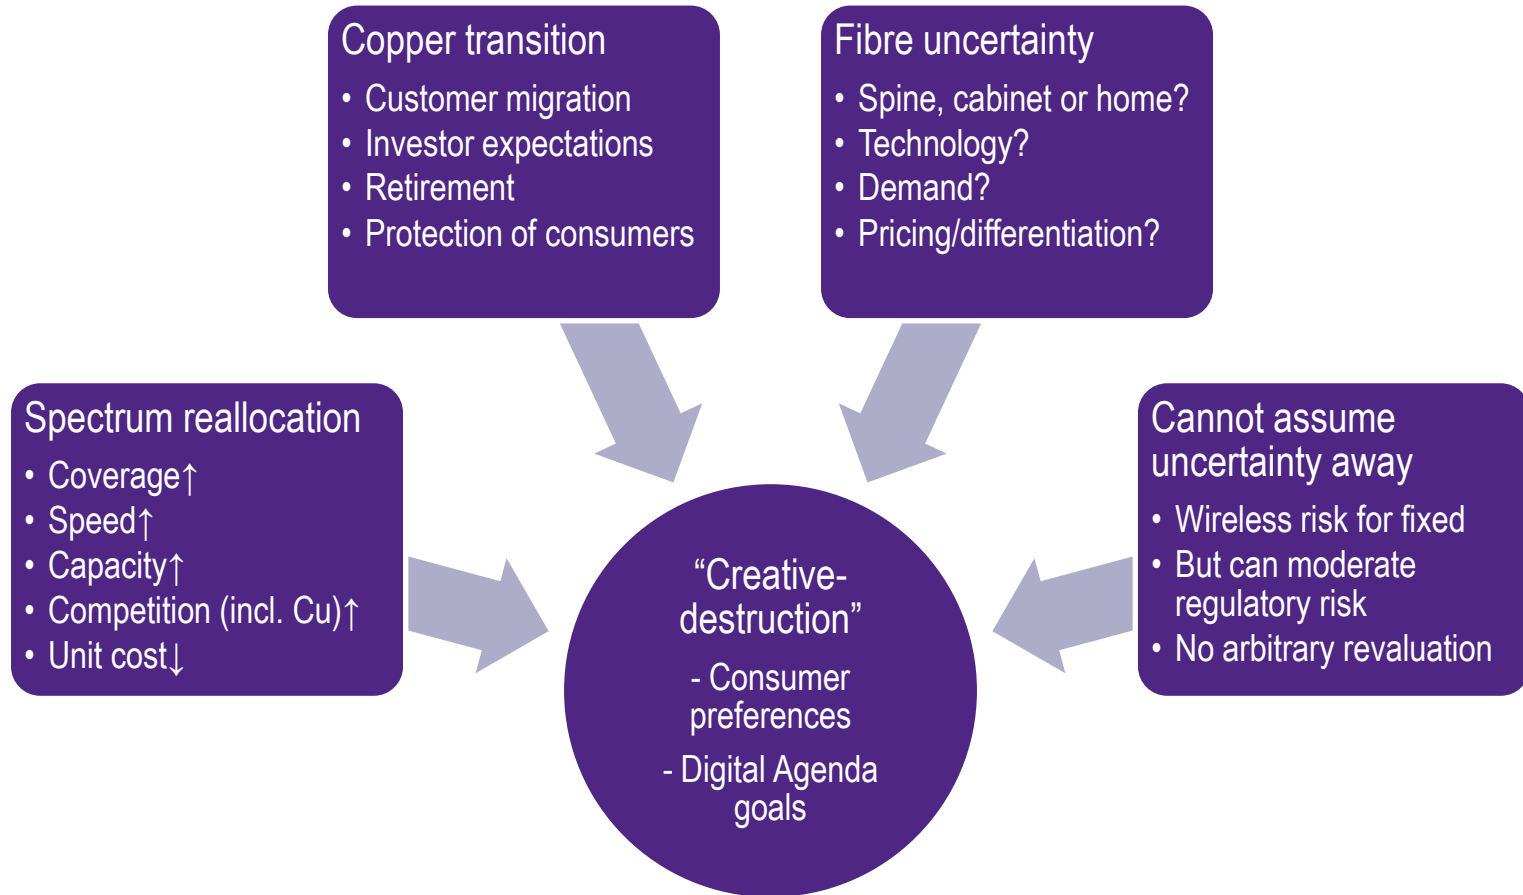 Copper transition
• Customer migration
• Investor expectations
• Retirement
• Protection of consumers
Fibre uncertainty
• Spine, cabinet or home?
• Technology?
• Demand?
• Pricing/differentiation?
Spectrum reallocation
• Coverage↑
• Speed↑
• Capacity↑
• Competition (incl. Cu)↑
• Unit cost↓
Cannot assume
uncertainty away
• Wireless risk for fixed
• But can moderate
regulatory risk
• No arbitrary revaluation
“Creative-
destruction”
- Consumer
preferences
- Digital Agenda
goals